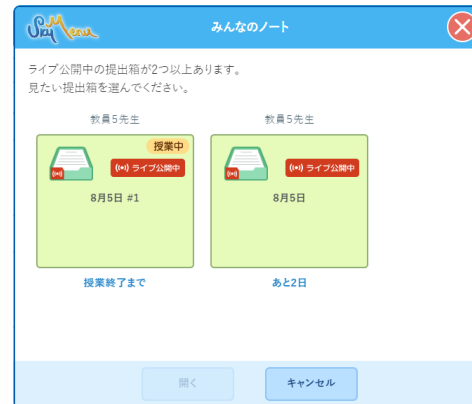 SkyMenu
みんなのノート
ライブ公開中の提出箱が2つ以上あります。
見たい提出箱を選んでください。
教員5先生
授業中
ライブ公開中
8月5日 #1
授業終了まで
教員5先生
ライブ公開中
8月5日
あと2日
開く
キャンセル